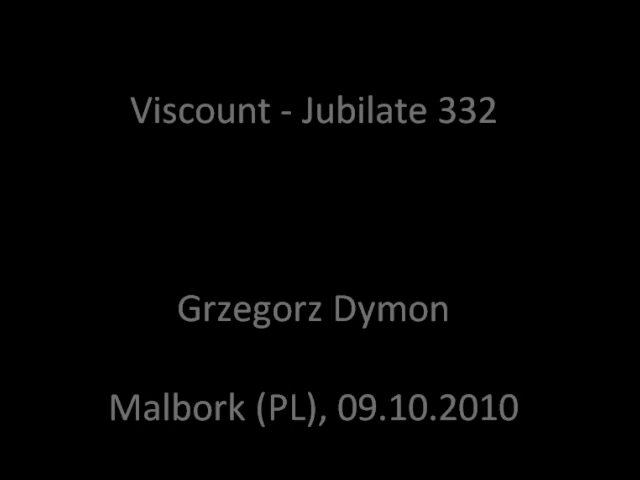 Viscount - Jubilate 332
Grzegorz Dymon
Malbork (PL), 09.10.2010